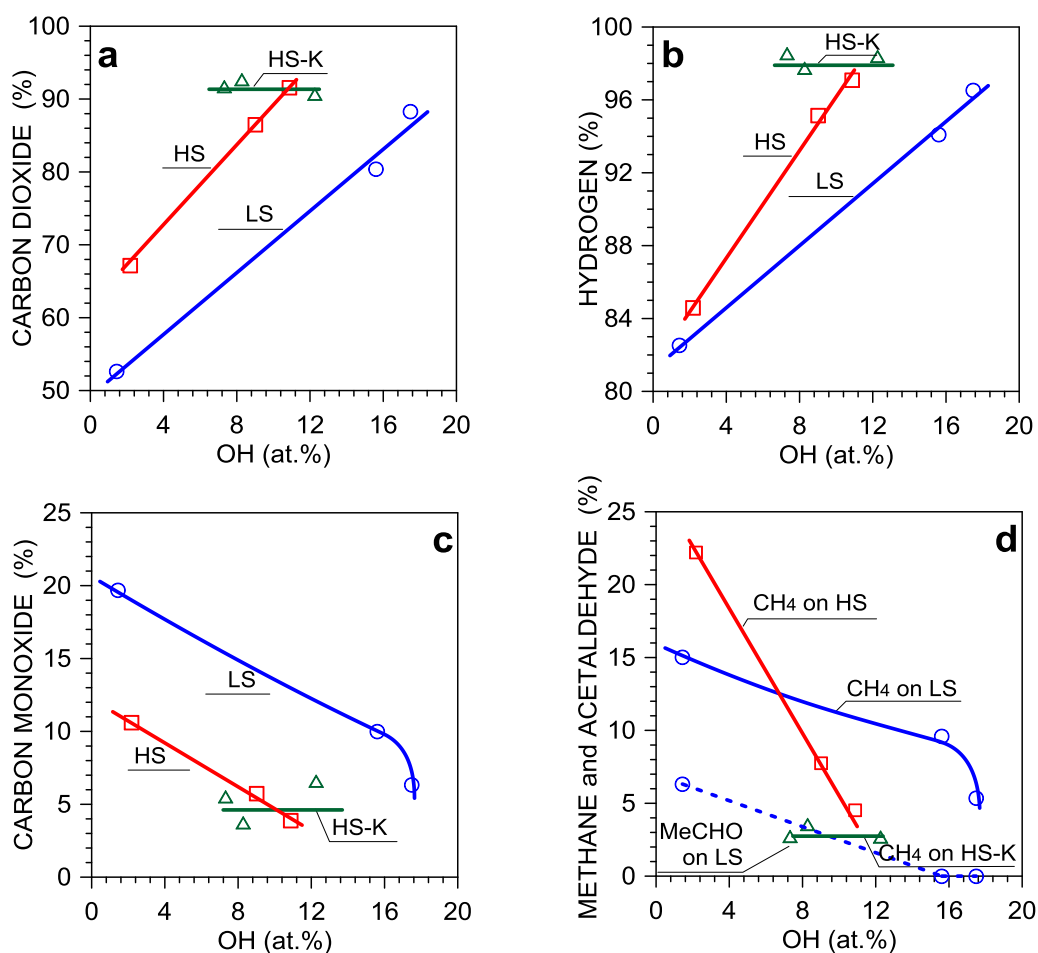 a
CARBON DIOXIDE (%)
100
90
80
70
60
50
HS-K
HS
LS
0 4 8 12 16 20
OH (at.%)
b
HYDROGEN (%)
100
96
92
88
84
80
HS-K
HS
LS
0 4 8 12 16 20
OH (at.%)
c
CARBON MONOXIDE (%)
25
20
15
10
5
0
LS
HS
HS-K
0 4 8 12 16 20
OH (at.%)
d
METHANE and ACETALDEHYDE (%)
25
20
15
10
5
0
CH4 on HS
CH4 on LS
MeCHO
on LS
CH4 on HS-K
0 4 8 12 16 20
OH (at.%)